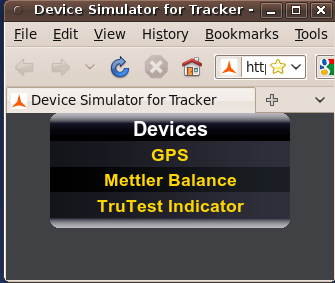 Device Simulator for Tracker -
File Edit View History Bookmarks Tools
http
Device Simulator for Tracker
Devices
GPS
Mettler Balance
TruTest Indicator